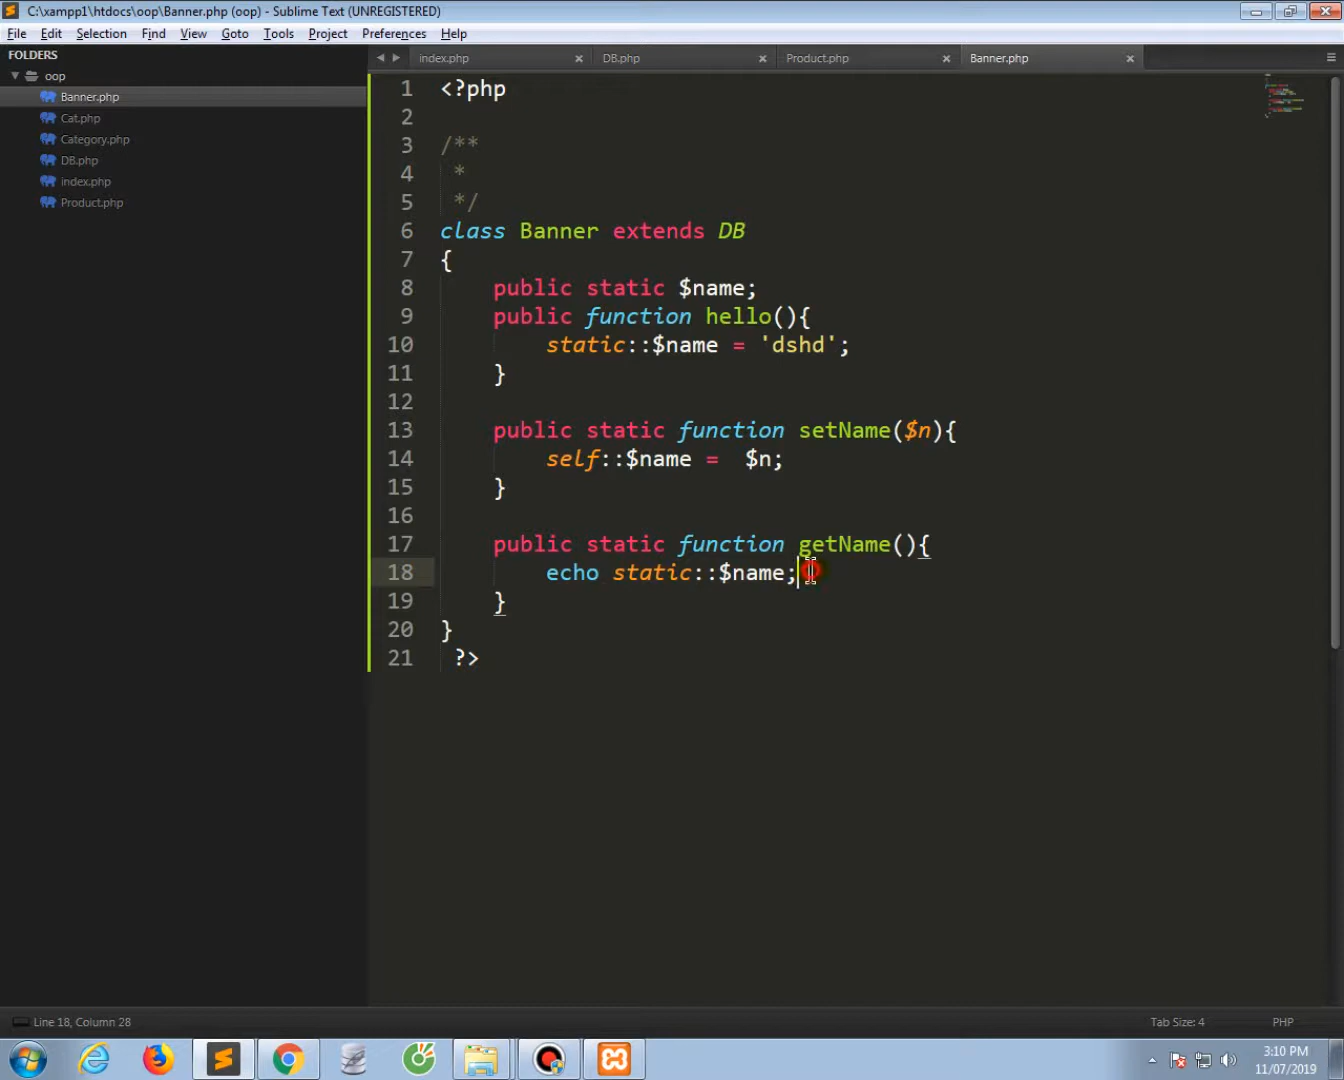 C:\xampp1\htdocs\oop\Banner.php (oop) - Sublime Text (UNREGISTERED)
File Edit Selection Find View Goto Tools Project Preferences Help
FOLDERS
oop
Banner.php
Cat.php
Category.php
DB.php
index.php
Product.php
index.php DB.php Product.php Banner.php
1 <?php
2
3 /**
4 *
5 */
6 class Banner extends DB
7 {
8 public static $name;
9 public function hello(){
10 static::$name = 'dshd';
11 }
12
13 public static function setName($n){
14 self::$name =  $n;
15 }
16
17 public static function getName(){
18 echo static::$name;
19 }
20 }
21 ?>
Line 18, Column 28
Tab Size: 4 PHP
3:10 PM
11/07/2019